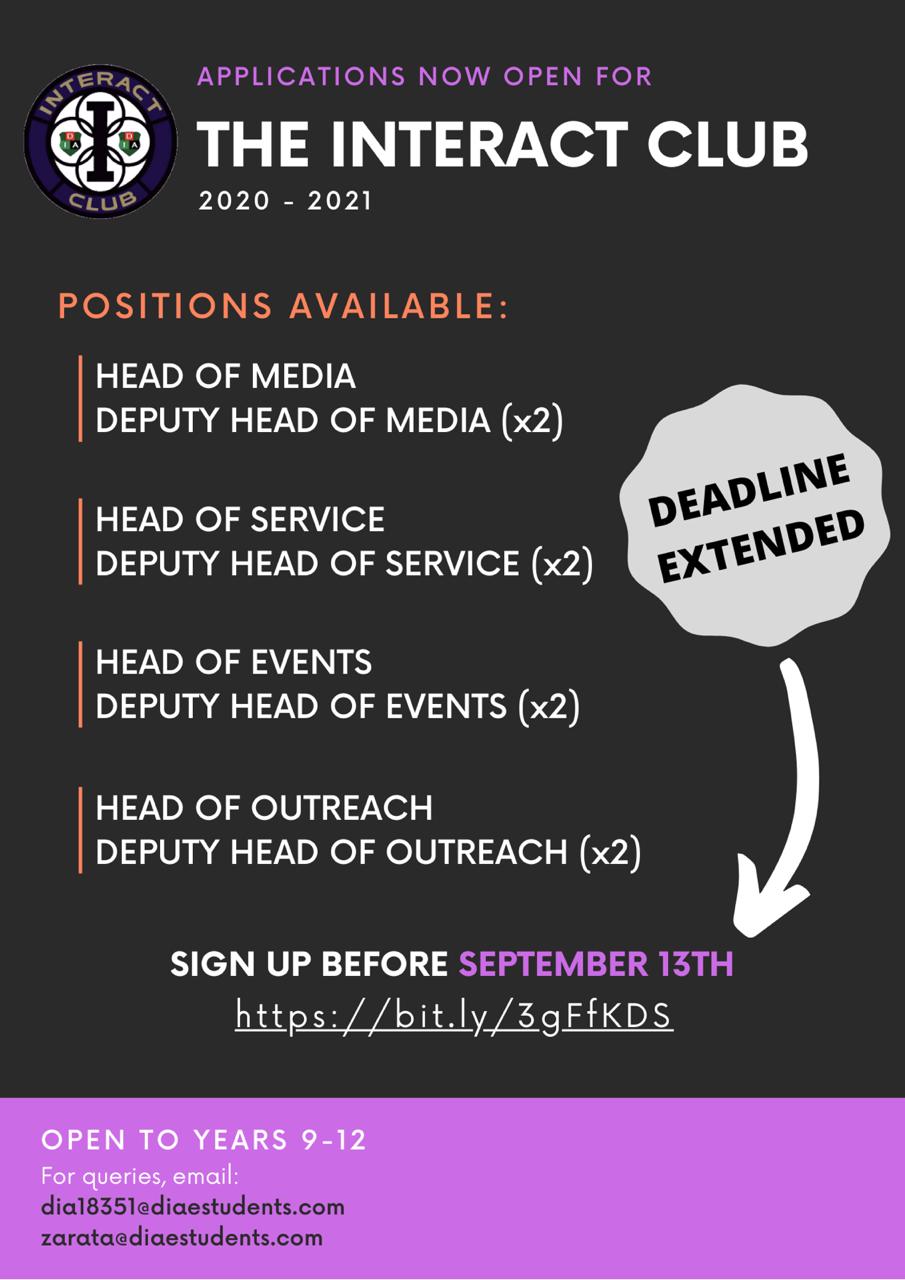 INTERACT
CLUB
D
I A
D
I A
APPLICATIONS NOW OPEN FOR
THE INTERACT CLUB
2020 - 2021
POSITIONS AVAILABLE:
HEAD OF MEDIA
DEPUTY HEAD OF MEDIA (x2)
HEAD OF SERVICE
DEPUTY HEAD OF SERVICE (x2)
HEAD OF EVENTS
DEPUTY HEAD OF EVENTS (x2)
HEAD OF OUTREACH
DEPUTY HEAD OF OUTREACH (x2)
DEADLINE
EXTENDED
SIGN UP BEFORE SEPTEMBER 13TH
https://bit.ly/3gFfKDS
OPEN TO YEARS 9-12
For queries, email:
dia18351@diaestudents.com
zarata@diaestudents.com